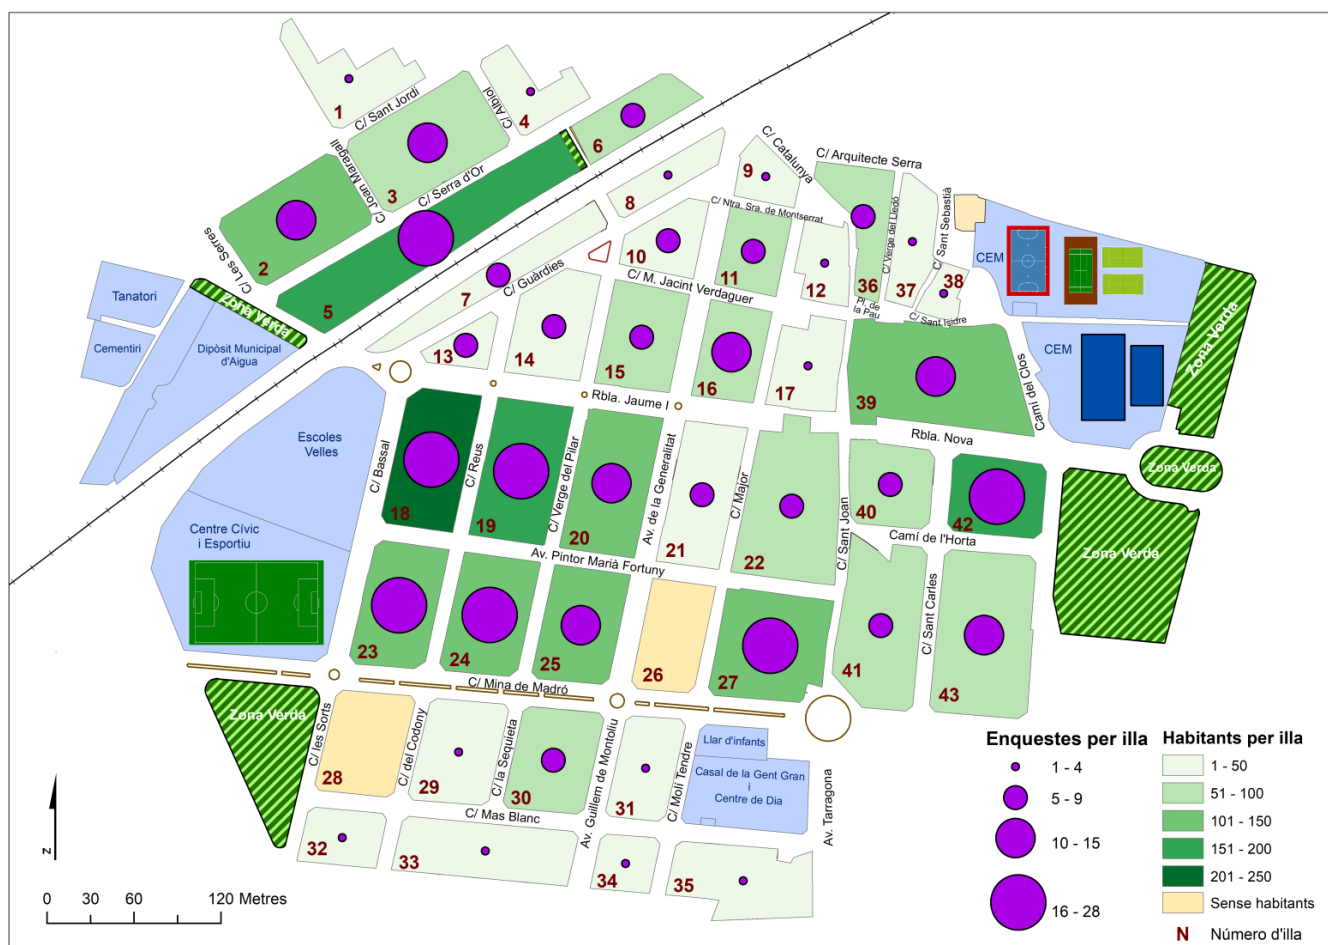 1
C/ Sant Jordi
C/ Albiol
4
6
C/ Joan Maragall
3
C/ Serra d'Or
8
9
C/ Catalunya
C/ Arquitecte Serra
C/ Ntra. Sra. de Montserrat
C/ Verge del Lledó
C/ Sant Sebastià
CEM
C/ Les Serres
2
5
7
C/ Guàrdies
10
C/ M. Jacint Verdaguer
11
12
36
Pl. de
la Pau
37
38
C/ Sant Isidre
Zona Verda
Tanatori
Cementiri
Zona Verda
Dipòsit Municipal
d'Aigua
13
14
15
16
17
39
Camí del Clos
CEM
Rbla. Jaume I
Rbla. Nova
Escoles
Velles
C/ Bassal
18
C/ Reus
19
C/ Verge del Pilar
20
Av. de la Generalitat
21
C/ Major
22
C/ Sant Joan
40
42
Camí de l'Horta
Zona Verda
Zona Verda
Centre Cívic
i Esportiu
Av. Pintor Marià Fortuny
23
24
25
26
27
41
C/ Sant Carles
43
C/ Mina de Madró
Zona Verda
C/ les Sorts
28
C/ del Codony
29
C/ la Sequieta
30
Av. Guillem de Montoliu
31
C/ Molí Tendre
Llar d'infants
Casal de la Gent Gran
i
Centre de Dia
Av. Tarragona
C/ Mas Blanc
32
33
34
35
Enquestes per illa
1 - 4
5 - 9
10 - 15
16 - 28
Habitants per illa
1 - 50
51 - 100
101 - 150
151 - 200
201 - 250
Sense habitants
N Número d'illa
N
0 30 60 120 Metres